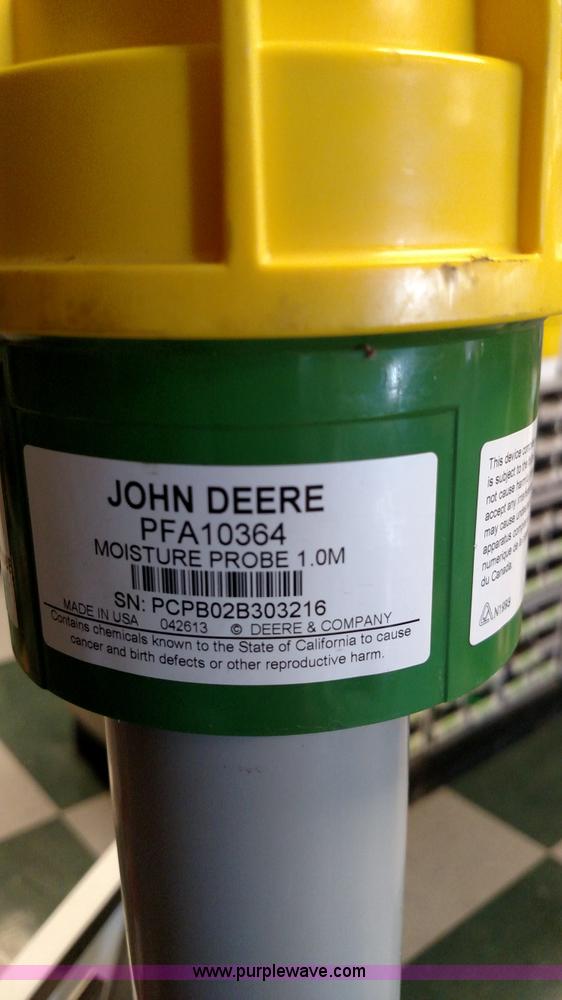 JOHN DEERE
PFA10364
MOISTURE PROBE 1.0M
SN: PCPB02B303216
MADE IN USA 042613 © DEERE & COMPANY
Contains chemicals known to the State of California to cause
cancer and birth defects or other reproductive harm.
This device
is subject to the
not cause
accept any
may cause
apparatus
numerique de la
du Canada.
www.purplewave.com